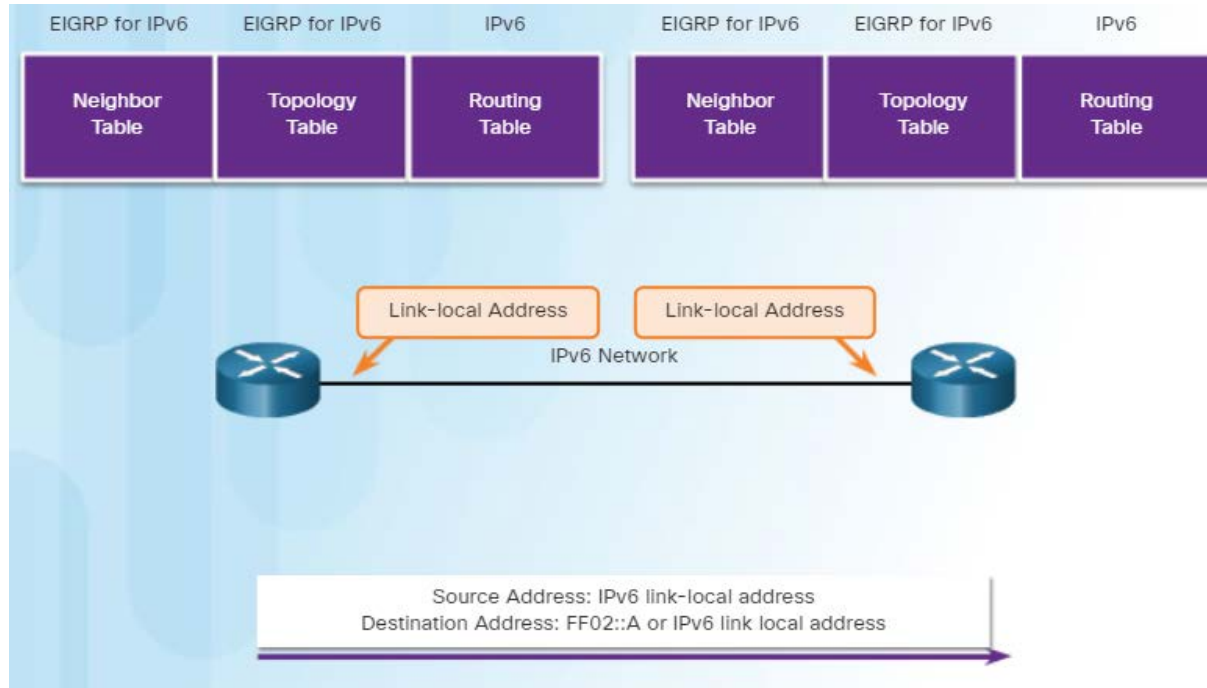 EIGRP for IPv6 EIGRP for IPv6 IPv6 EIGRP for IPv6 EIGRP for IPv6 IPv6
Neighbor Topology Routing Neighbor Topology Routing
Table Table Table Table Table Table
Link-local Address Link-local Address
IPv6 Network
Source Address: IPv6 link-local address
Destination Address: FF02::A or IPv6 link local address